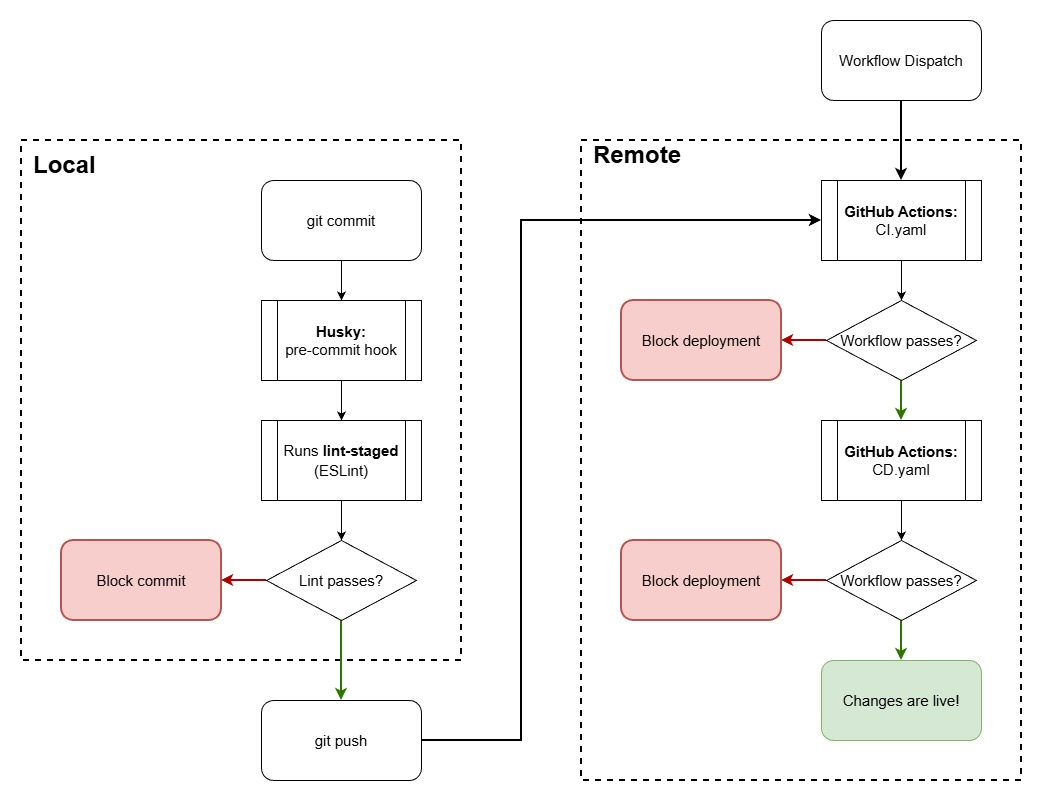 Workflow Dispatch
Local
git commit
Husky:
pre-commit hook
Runs lint-staged
(ESLint)
Lint passes?
Block commit
git push
Remote
GitHub Actions:
CI.yaml
Workflow passes?
Block deployment
GitHub Actions:
CD.yaml
Workflow passes?
Block deployment
Changes are live!